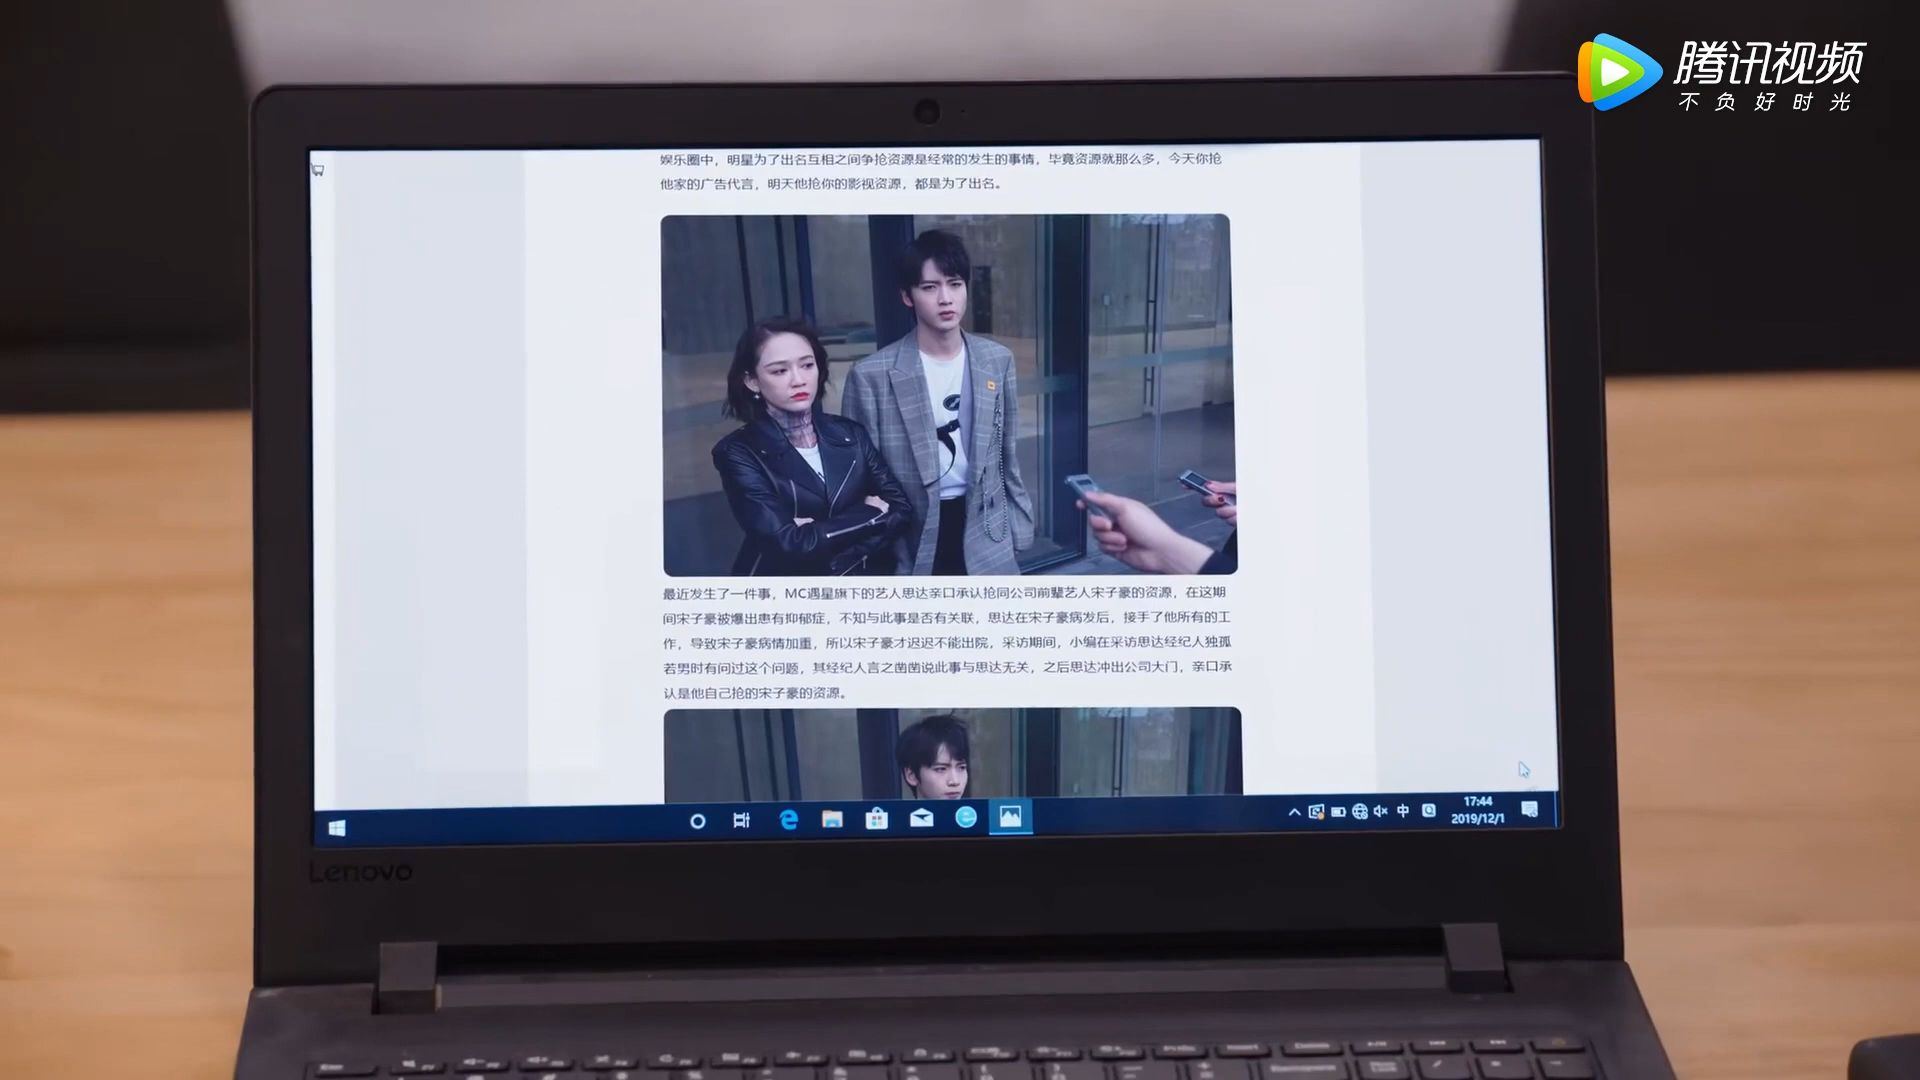 腾讯视频
不负好时光
娱乐圈中，明星为了出名互相之间争抢资源是经常的发生的事情，毕竟资源就那么多，今天你抢
他家的广告代言，明天他抢你的影视资源，都是为了出名。
最近发生了一件事，MC遇星旗下的艺人思达亲口承认抢同公司前辈艺人宋子豪的资源，在这期
间宋子豪被爆出患有抑郁症，不知与此事是否有关联，思达在宋子豪病发后，接手了他所有的工
作，导致宋子豪病情加重，所以宋子豪才迟迟不能出院，采访期间，小编在采访思达经纪人独孤
若男时有问过这个问题，其经纪人言之凿凿说此事与思达无关，之后思达冲出公司大门，亲口承
认是他自己抢的宋子豪的资源。
中
17:44
2019/12/1
Lenovo